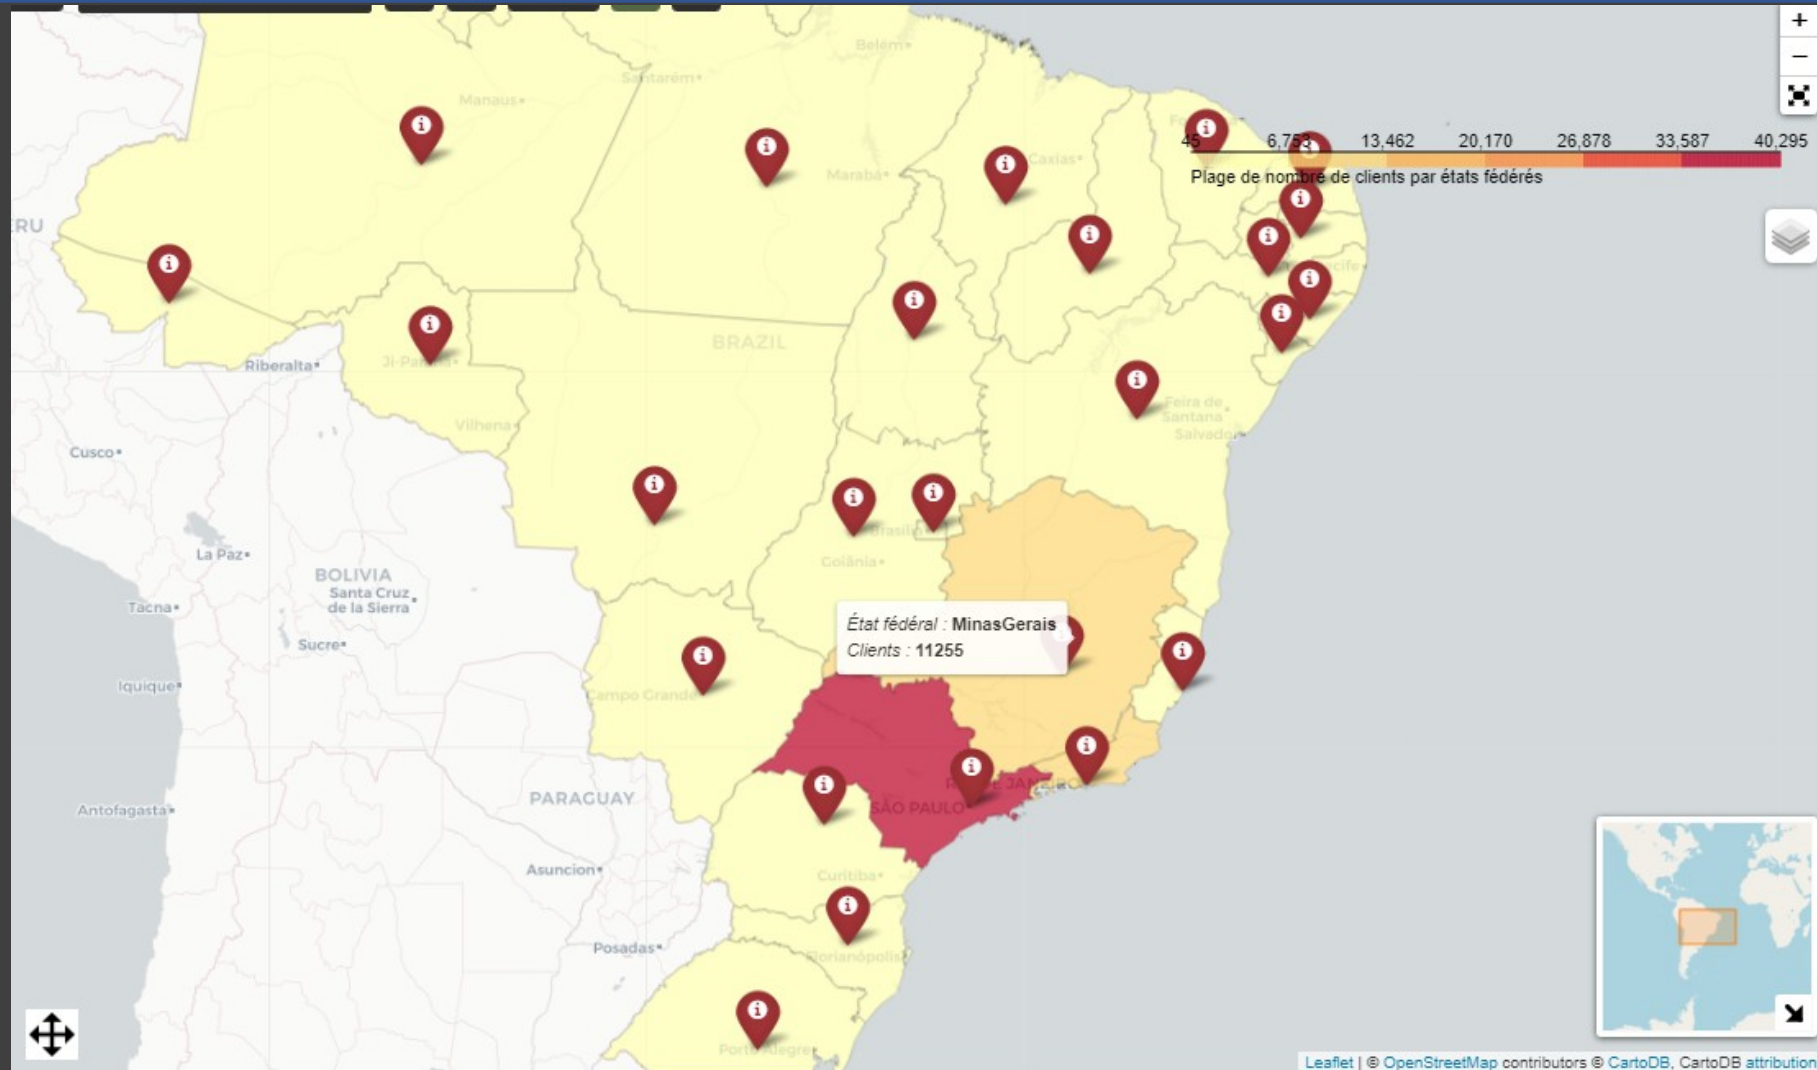 +
−
Belém
Santarém
Manaus
45
6,753
13,462
20,170
26,878
33,587
40,295
Caxias
Marabá
Plage de nombre de clients par états fédérés
BRAZIL
Riberalta
Vilhena
Feira de
Santana
Salvador
Cusco
Brasília
La Paz
Goiânia
BOLIVIA
Santa Cruz
de la Sierra
Tacna
État fédéral : MinasGerais
Sucre
Clients : 11255
Iquique
Campo Grande
PARAGUAY
SÃO PAULO
Antofagasta
Asuncion
Curitiba
Posadas
Florianópolis
Leaflet | © OpenStreetMap contributors © CartoDB, CartoDB attribution